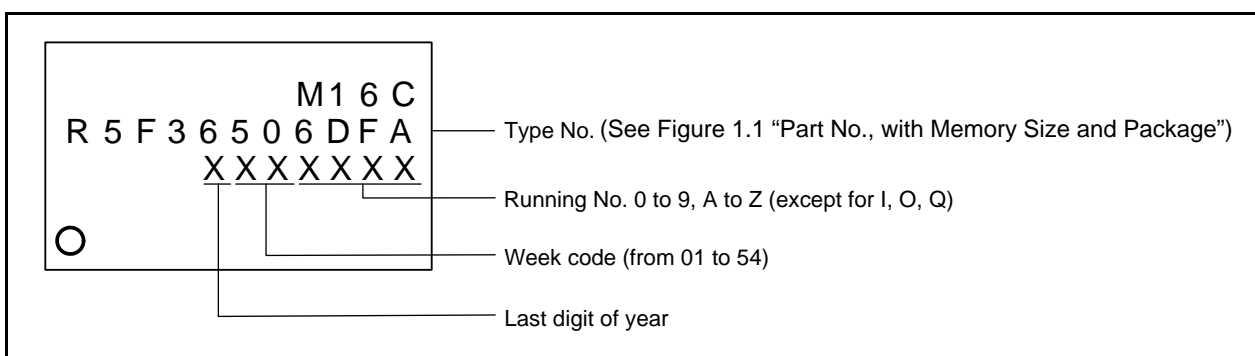 M16C
R5F36506DFA
XXXXXXX
Type No. (See Figure 1.1 “Part No., with Memory Size and Package”)
Running No. 0 to 9, A to Z (except for I, O, Q)
Week code (from 01 to 54)
Last digit of year